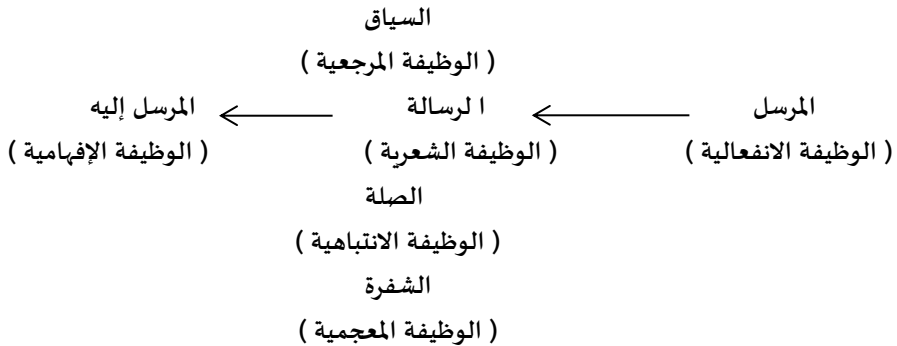 السياق
( الوظيفة المرجعية )
المرسل ا لرسالة المرسل إليه
( الوظيفة الانفعالية ) ( الوظيفة الشعرية ) ( الوظيفة الإفهامية )
الصلة
( الوظيفة الانتباهية )
الشفرة
( الوظيفة المعجمية )